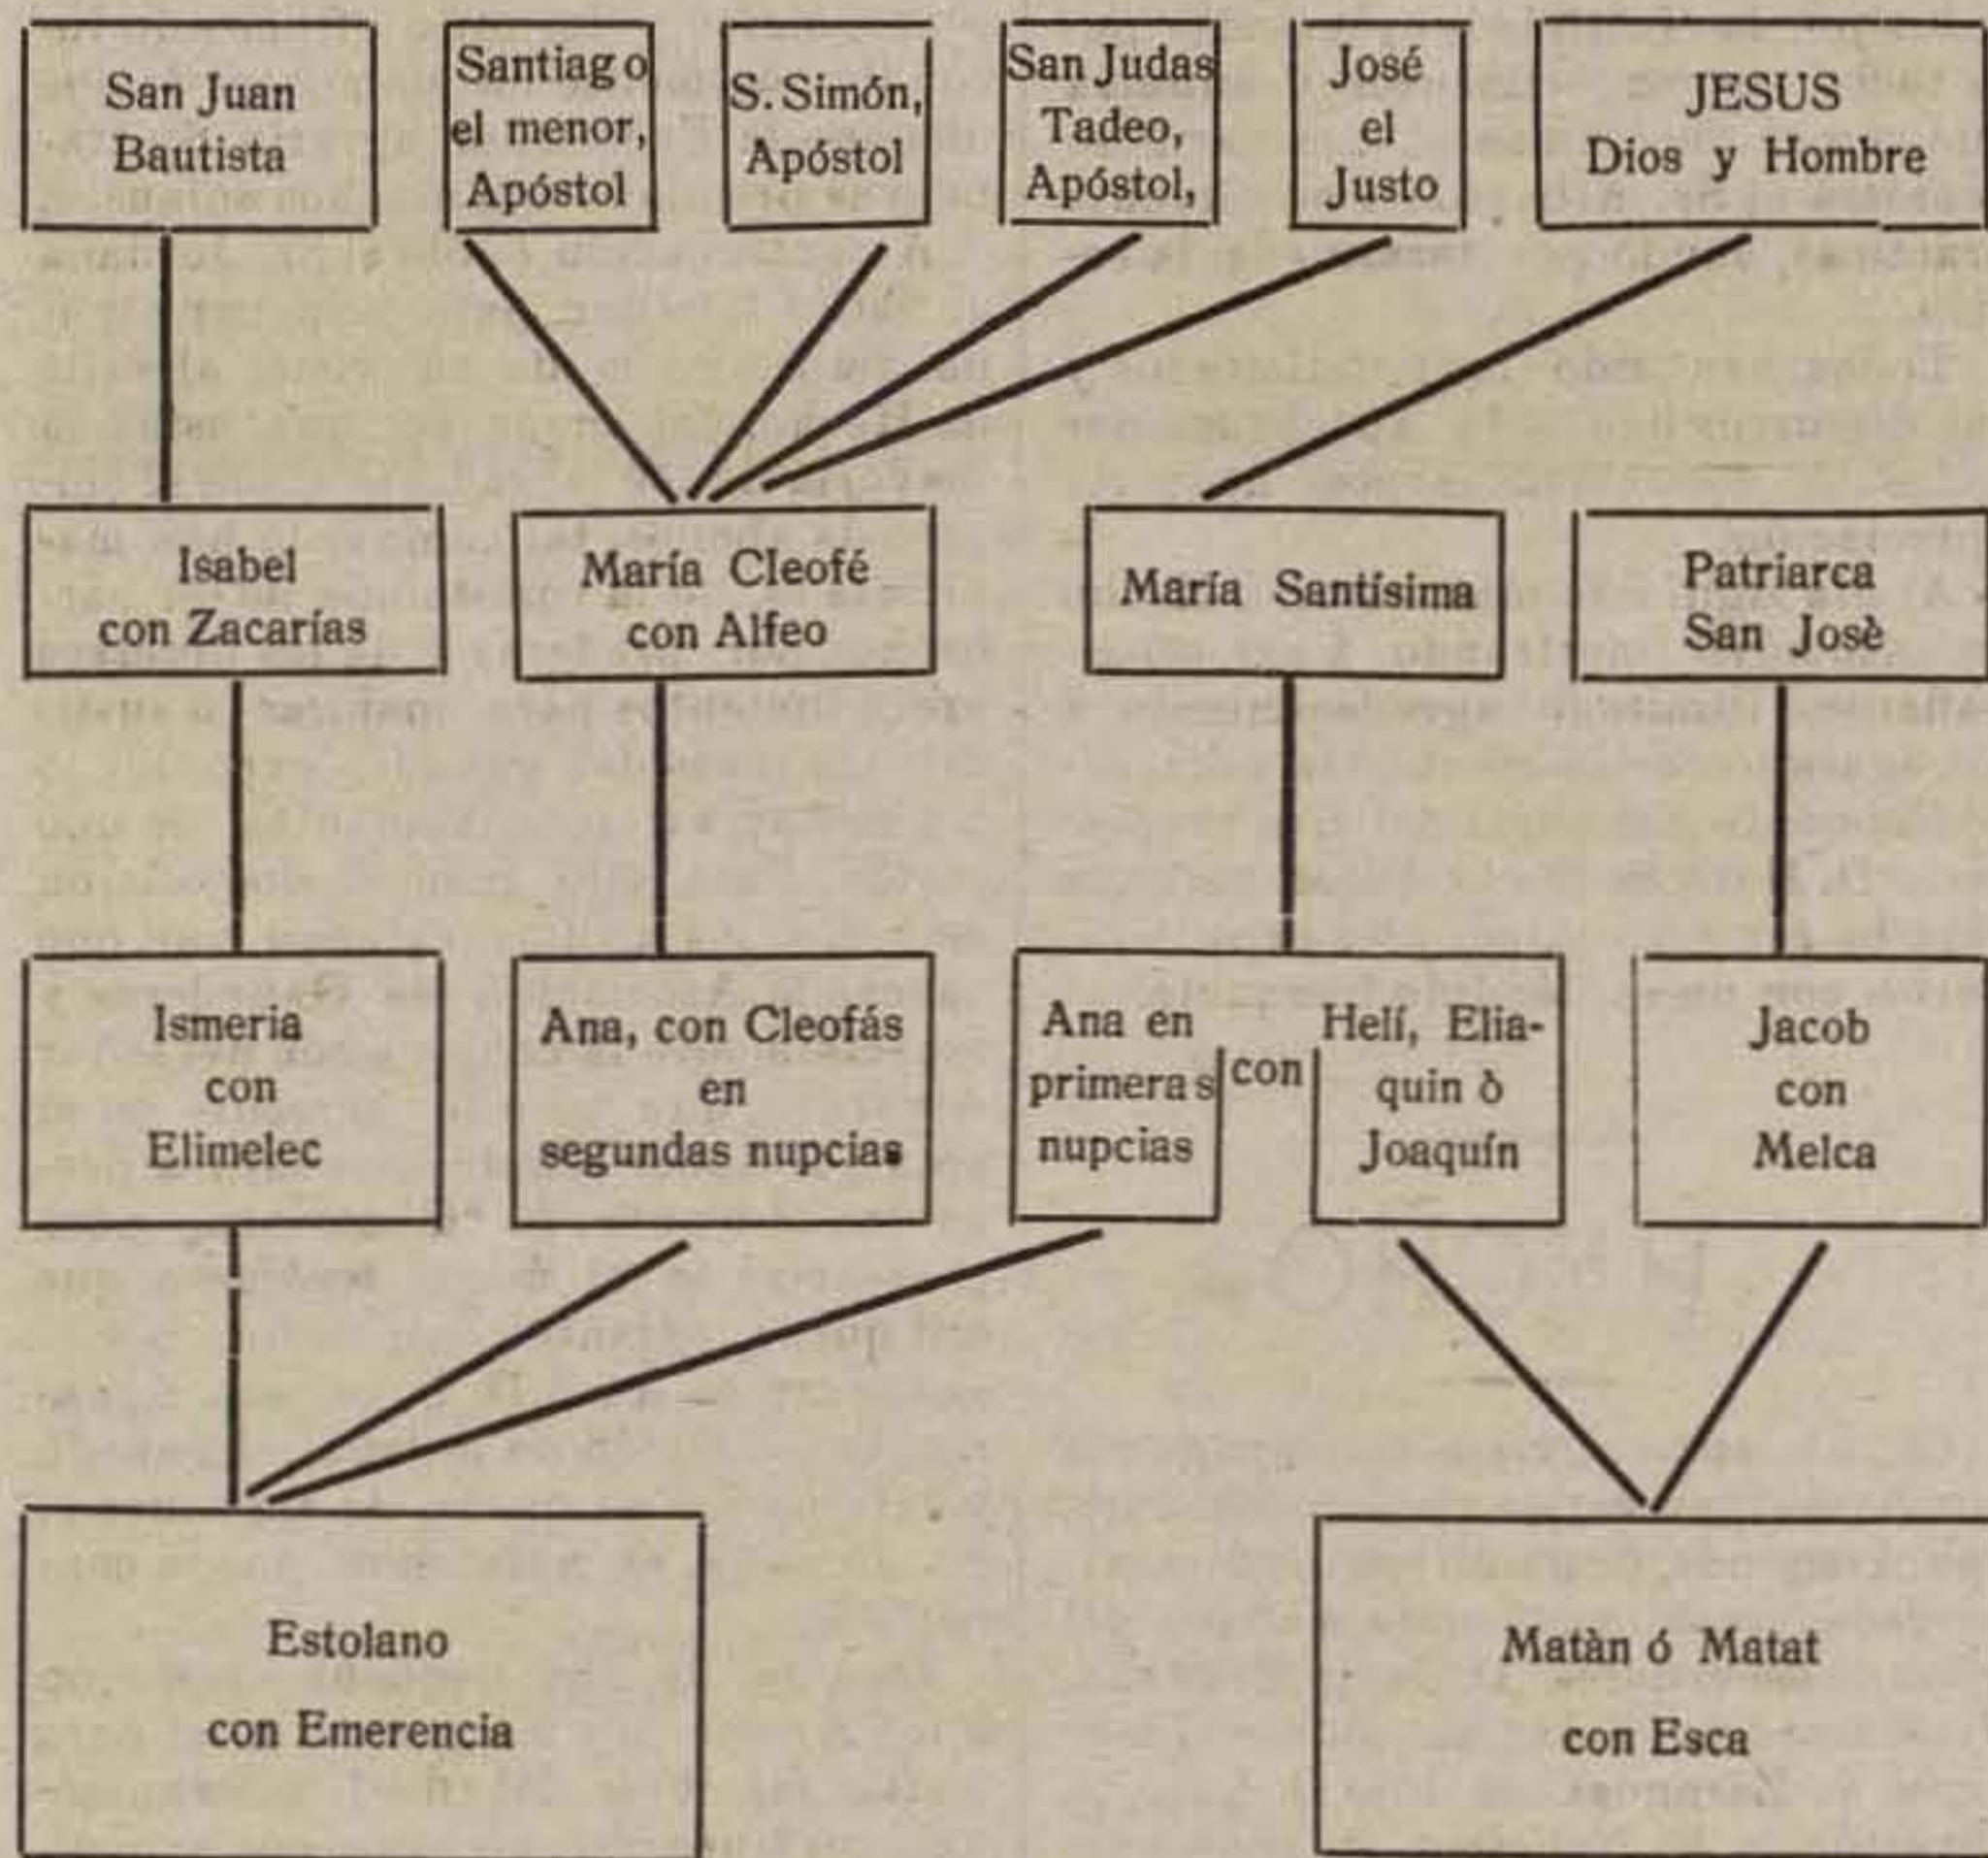 San Juan
Bautista
Santiago
el menor,
Apóstol
S. Simón,
Apóstol
San Judas
Tadeo,
Apóstol,
José
el
Justo
JESUS
Dios y Hombre
Isabel
con Zacarías
María Cleofé
con Alfeo
María Santísima
Patriarca
San Josè
Ismeria
con
Elimelec
Ana, con Cleofás
en
segundas nupcias
Ana en
primeras
nupcias
con
Helí, Elia-
quin ò
Joaquín
Jacob
con
Melca
Estolano
con Emerencia
Matàn ó Matat
con Esca